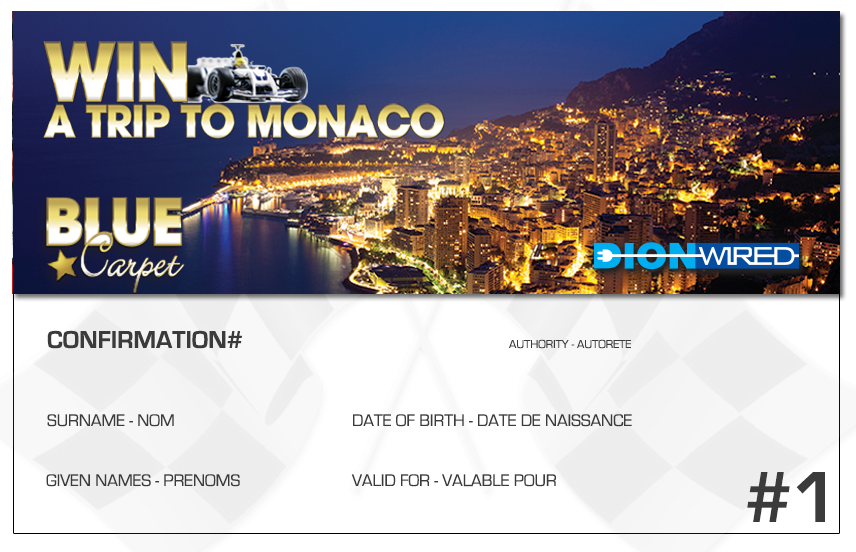 WIN
A TRIP TO MONACO
BLUE
Carpet
DION WIRED
CONFIRMATION#
AUTHORITY - AUTORETE
SURNAME - NOM
DATE OF BIRTH - DATE DE NAISSANCE
GIVEN NAMES - PRENOMS
VALID FOR - VALABLE POUR
#1